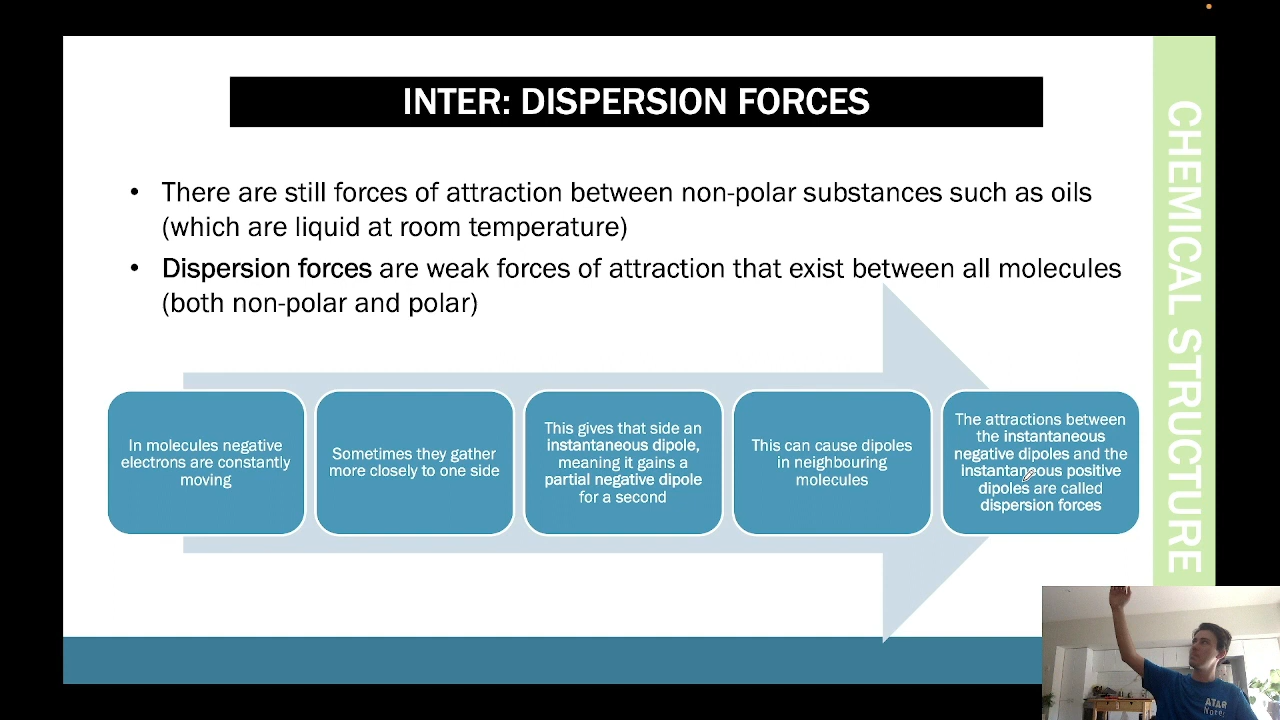 INTER: DISPERSION FORCES
• There are still forces of attraction between non-polar substances such as oils
(which are liquid at room temperature)
• Dispersion forces are weak forces of attraction that exist between all molecules
(both non-polar and polar)
In molecules negative
electrons are constantly
moving
Sometimes they gather
more closely to one side
This gives that side an
instantaneous dipole,
meaning it gains a
partial negative dipole
for a second
This can cause dipoles
in neighbouring
molecules
The attractions between
the instantaneous
negative dipoles and the
instantaneous positive
dipoles are called
dispersion forces
CHEMICAL STRUCTURE
ATAR
Notes